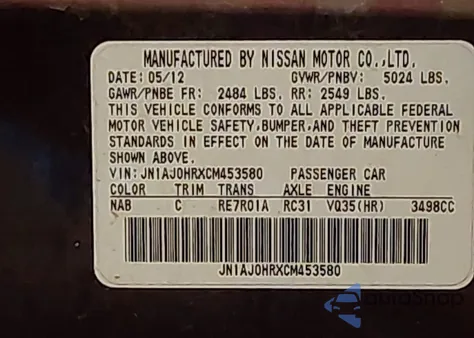 MANUFACTURED BY NISSAN MOTOR CO.,LTD.
DATE: 05/12 GVWR/PNBV: 5024 LBS.
GAWR/PNBE FR: 2484 LBS. RR: 2549 LBS.
THIS VEHICLE CONFORMS TO ALL APPLICABLE FEDERAL
MOTOR VEHICLE SAFETY,BUMPER,AND THEFT PREVENTION
STANDARDS IN EFFECT ON THE DATE OF MANUFACTURE
SHOWN ABOVE.
VIN: JN1AJ0HRXCM453580 PASSENGER CAR
COLOR TRIM TRANS AXLE ENGINE
NAB C RE7R01A RC31 VQ35(HR) 3498CC
JN1AJ0HRXCM453580
AuraSnap